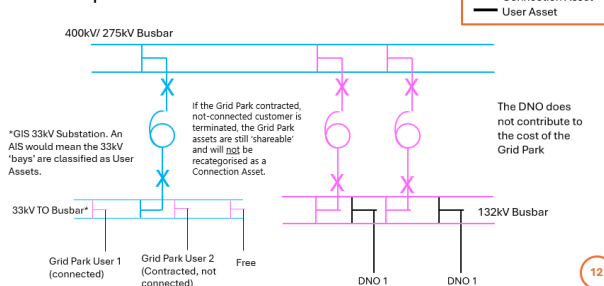 User Asset
400kV/ 275kV Busbar
If the Grid Park contracted,
not-connected customer is
terminated, the Grid Park
assets are still ‘shareable’
and will not be
recategorised as a
Connection Asset.
The DNO does
not contribute to
the cost of the
Grid Park
*GIS 33kV Substation. An
AIS would mean the 33kV
‘bays’ are classified as User
Assets.
33kV TO Busbar*
132kV Busbar
Grid Park User 1
(connected)
Grid Park User 2
(Contracted, not
connected)
Free
DNO 1
DNO 1
12